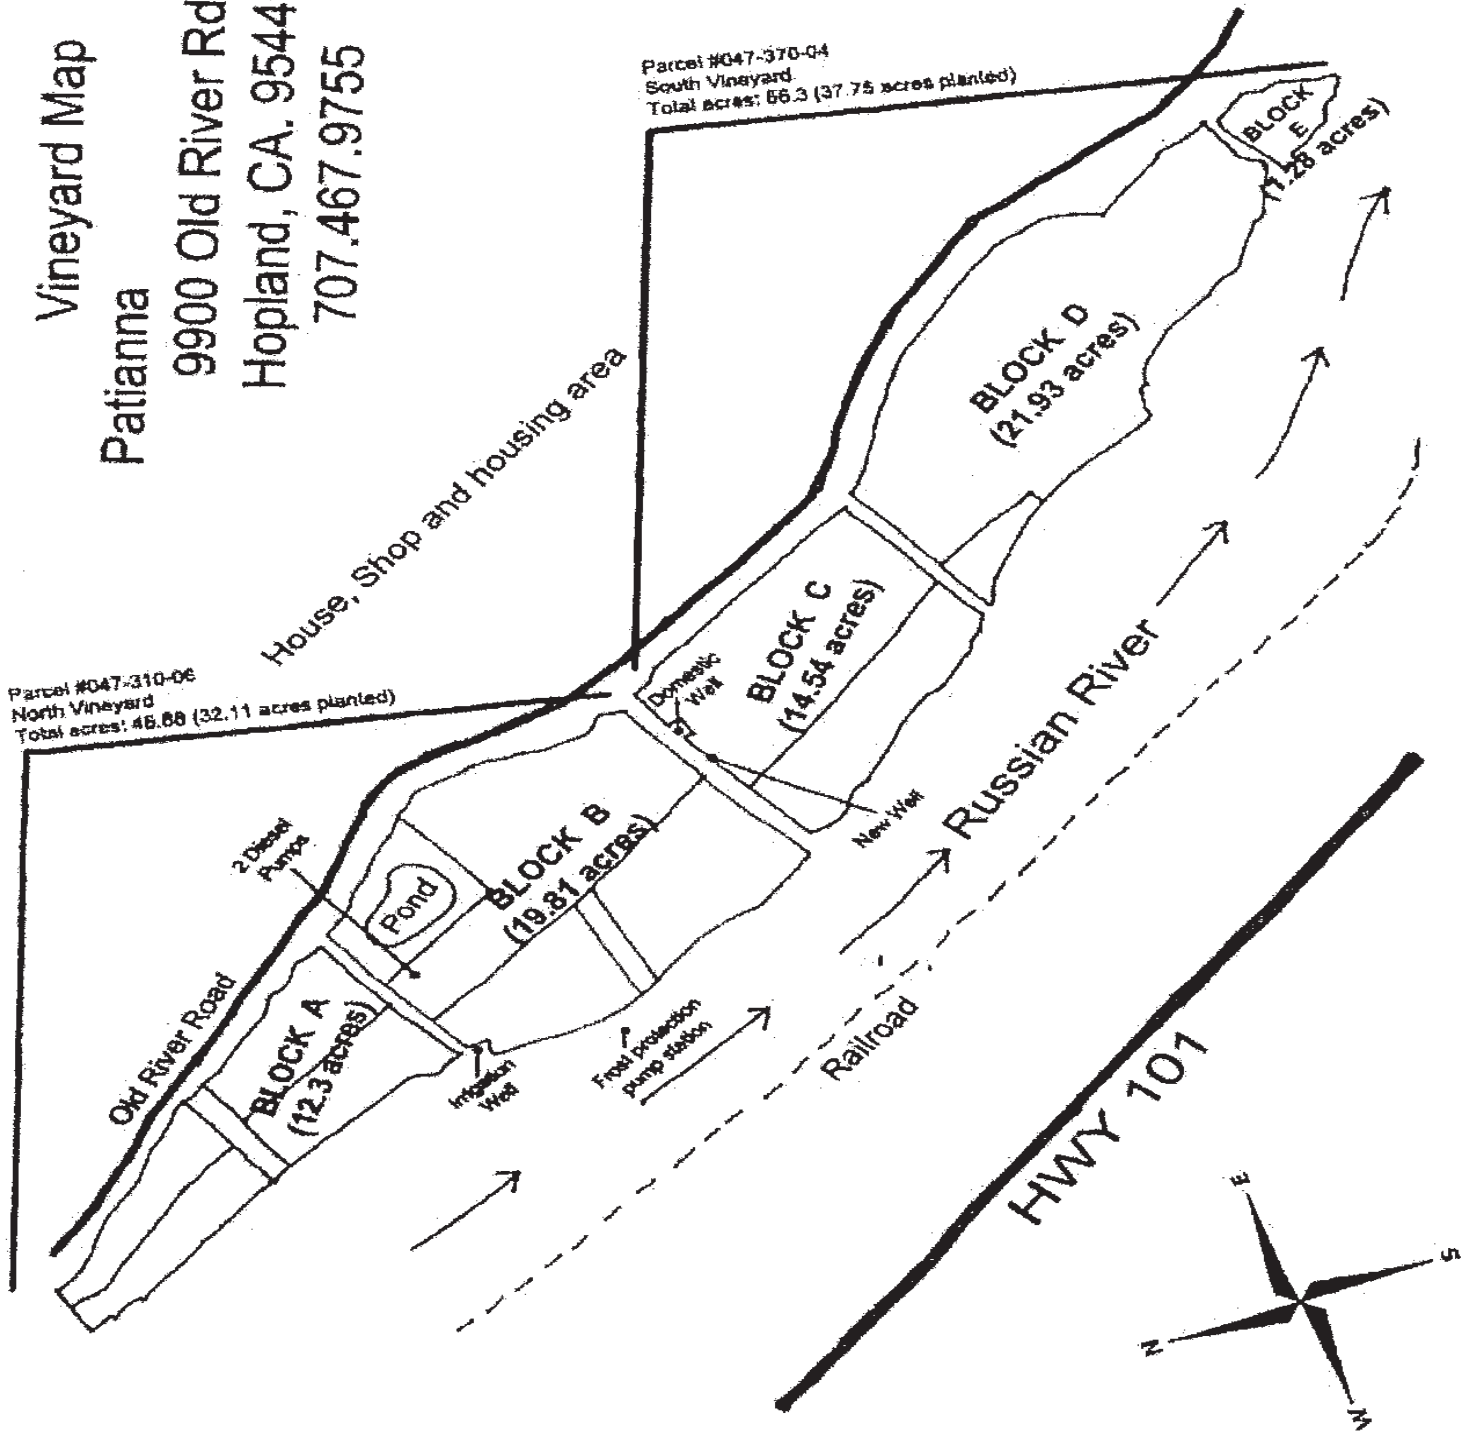 Vineyard Map
Patianna
9900 Old River Rd
Hopland, CA. 9544
707.467.9755
Parcel #047-370-04
South Vineyard
Total acres: 56.3 (37.75 acres planted)
BLOCK
E
(1.28 acres)
BLOCK D
(21.93 acres)
House, Shop and housing area
Parcel #047-310-06
North Vineyard
Total acres: (32.11 acres planted)
Domestic
Well
BLOCK C
(14.54 acres)
New Well
2 Diesel
Pumps
Pond
BLOCK B
(19.81 acres)
Old River Road
BLOCK A
(12.3 acres)
Irrigation
Well
Frost protection
pump station
Russian River
Railroad
HWY 101
N
E
S
W